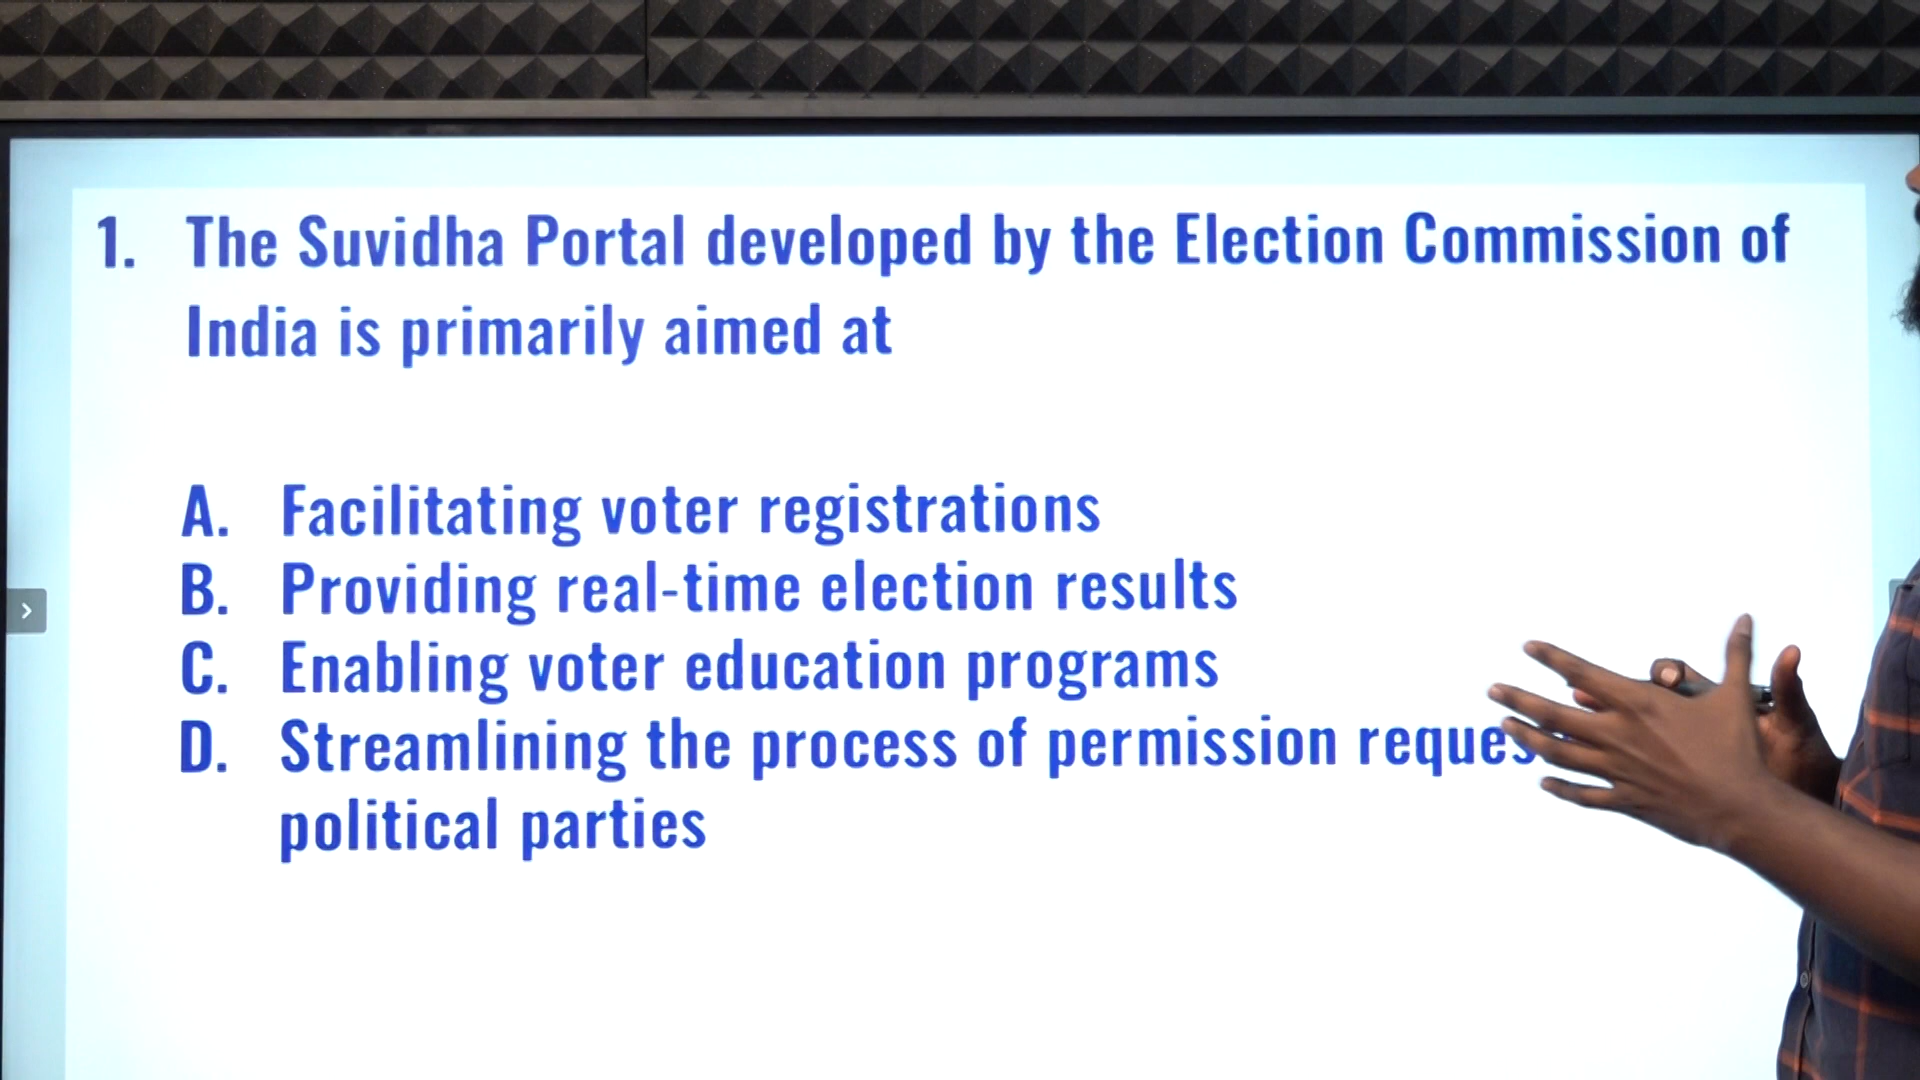 1. The Suvidha Portal developed by the Election Commission of
India is primarily aimed at
A. Facilitating voter registrations
B. Providing real-time election results
C. Enabling voter education programs
D. Streamlining the process of permission
political parties